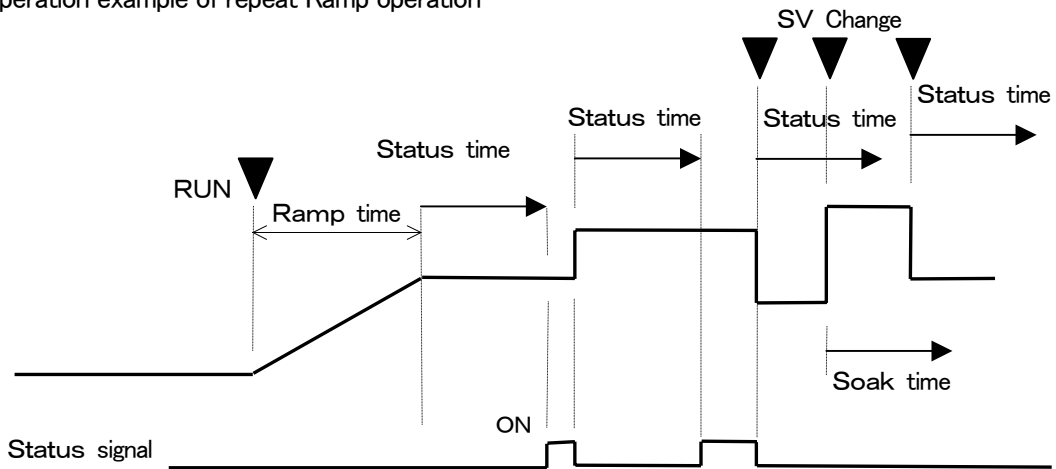 peration example of repeat Ramp operation
SV Change
Status time
Status time
Status time
Status time
RUN
Ramp time
Soak time
ON
Status signal